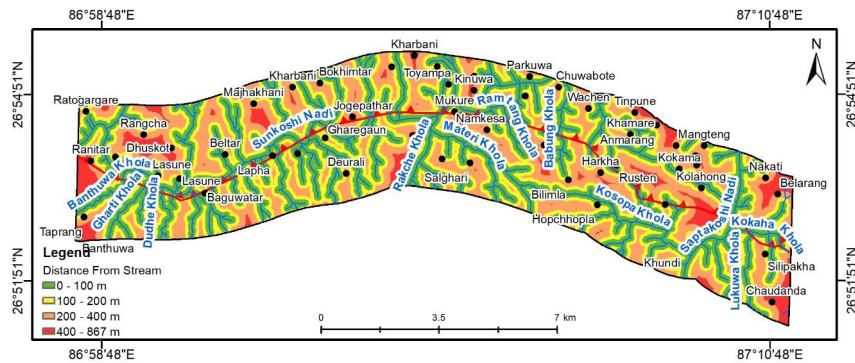 86°58'48"E
87°10'48"E
26°54'51"N
26°54'51"N
26°51'51"N
26°51'51"N
N
Kharbani
Kharbani
Bokhimtar
Toyampa
Kinuwa
Parkuwa
Chuwabote
Ratogargare
Majhakhani
Jogepathar
Mukure
Ramtang Khola
Babung Khola
Wachen
Tinpune
Rangcha
Sunkoshi Nadi
Gharegaun
Namkesa
Khamare
Anmarang
Mangteng
Ranitar
Dhuskot
Beltar
Materi Khola
Rakche Khola
Harkha
Kokama
Nakati
Banthuwa Khola
Lasune
Lasune
Lapha
Deurali
Salghari
Rusten
Kolahong
Belarang
Gharti Khola
Dudhe Khola
Baguwatar
Bilimla
Kosopa Khola
Saptakoshi Nadi
Taprang
Banthuwa
Hopchhopla
Kokaha Khola
Khundi
Lukuwa Khola
Silipakha
Chaudanda
Legend
Distance From Stream
0 - 100 m
100 - 200 m
200 - 400 m
400 - 867 m
0 3.5 7 km
86°58'48"E
87°10'48"E